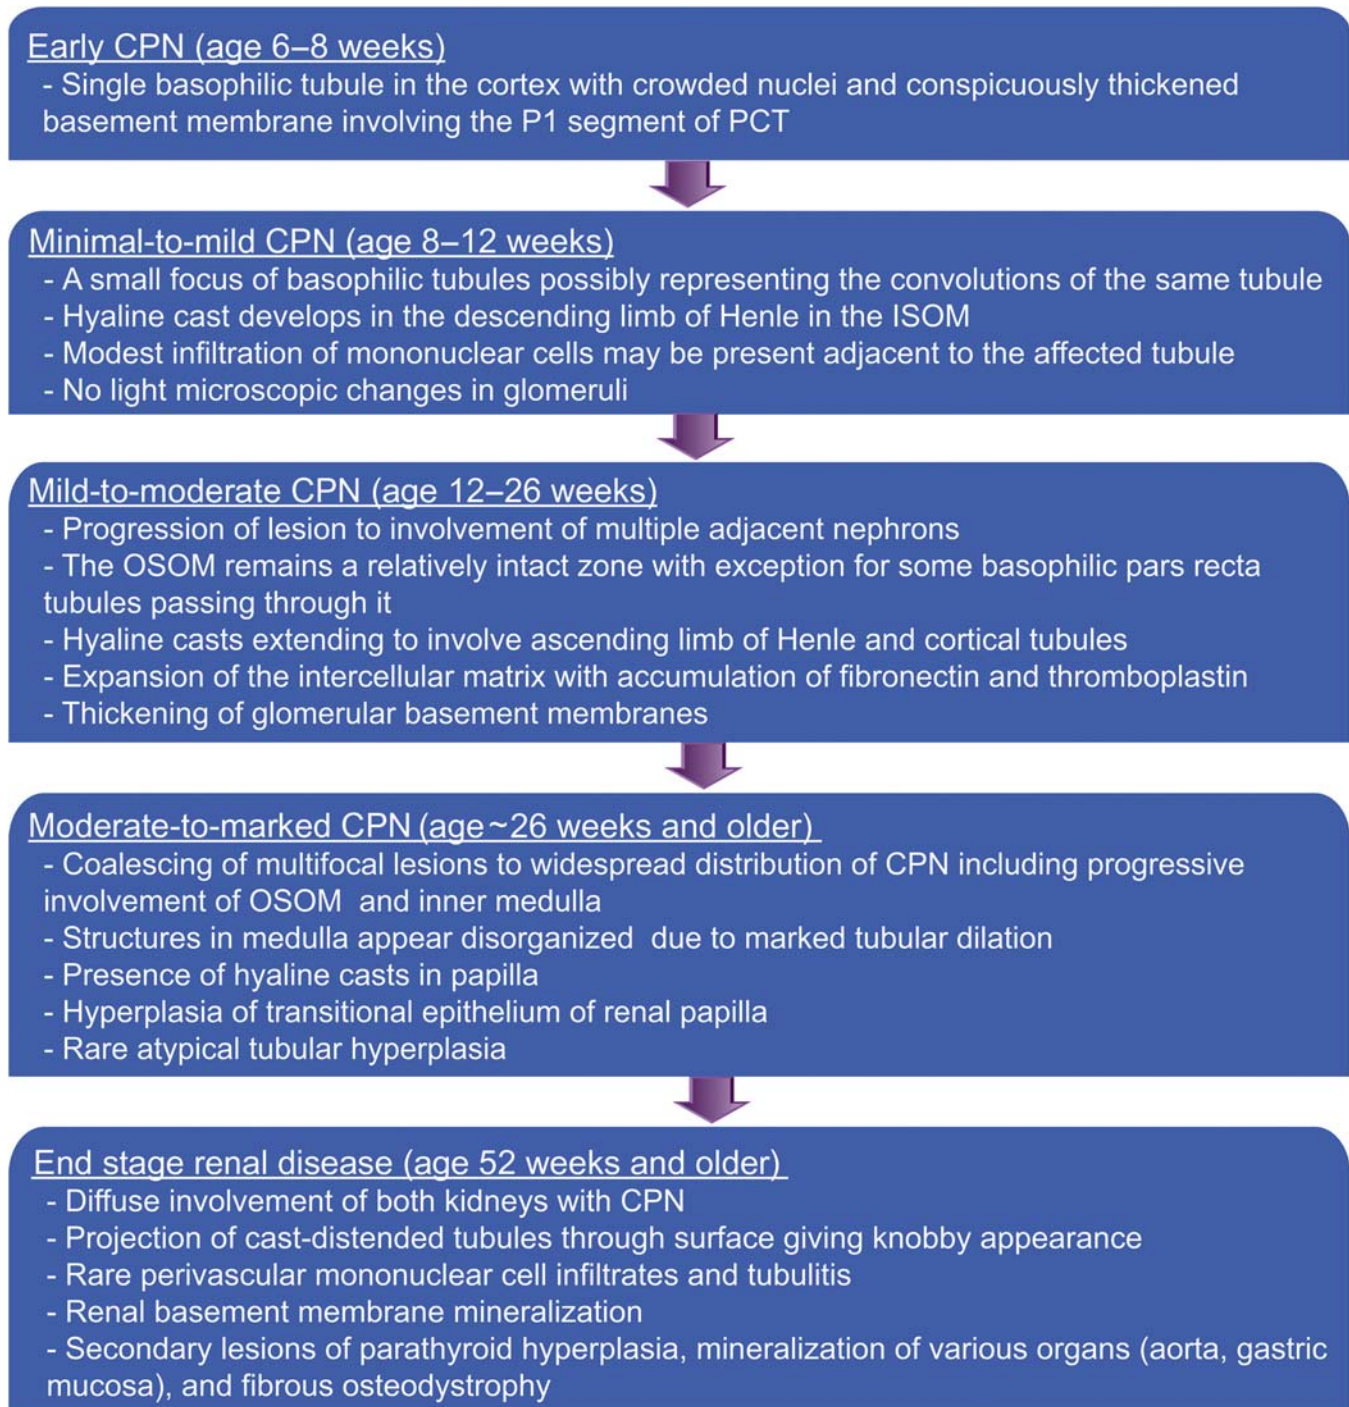 Early CPN (age 6–8 weeks)
- Single basophilic tubule in the cortex with crowded nuclei and conspicuously thickened
basement membrane involving the P1 segment of PCT
Minimal-to-mild CPN (age 8–12 weeks)
- A small focus of basophilic tubules possibly representing the convolutions of the same tubule
- Hyaline cast develops in the descending limb of Henle in the ISOM
- Modest infiltration of mononuclear cells may be present adjacent to the affected tubule
- No light microscopic changes in glomeruli
Mild-to-moderate CPN (age 12–26 weeks)
- Progression of lesion to involvement of multiple adjacent nephrons
- The OSOM remains a relatively intact zone with exception for some basophilic pars recta
tubules passing through it
- Hyaline casts extending to involve ascending limb of Henle and cortical tubules
- Expansion of the intercellular matrix with accumulation of fibronectin and thromboplastin
- Thickening of glomerular basement membranes
Moderate-to-marked CPN (age ~26 weeks and older)
- Coalescing of multifocal lesions to widespread distribution of CPN including progressive
involvement of OSOM and inner medulla
- Structures in medulla appear disorganized due to marked tubular dilation
- Presence of hyaline casts in papilla
- Hyperplasia of transitional epithelium of renal papilla
- Rare atypical tubular hyperplasia
End stage renal disease (age 52 weeks and older)
- Diffuse involvement of both kidneys with CPN
- Projection of cast-distended tubules through surface giving knobby appearance
- Rare perivascular mononuclear cell infiltrates and tubulitis
- Renal basement membrane mineralization
- Secondary lesions of parathyroid hyperplasia, mineralization of various organs (aorta, gastric
mucosa), and fibrous osteodystrophy